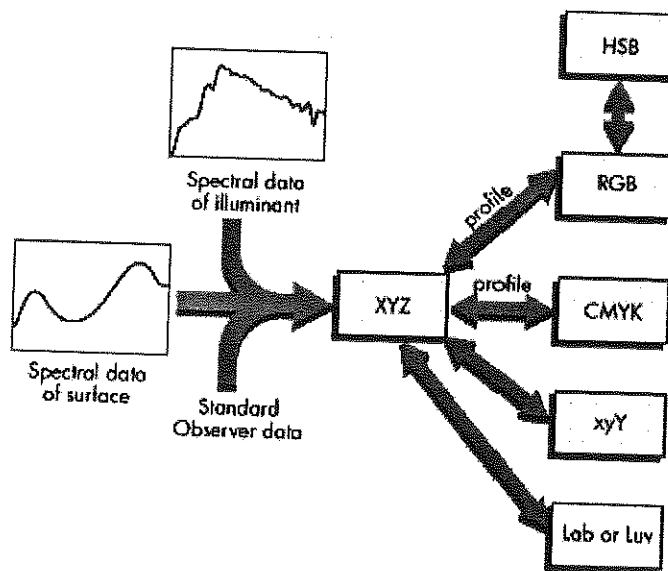 HSB
Spectral data
of illuminant
profile
RGB
XYZ
profile
CMYK
Spectral data
of surface
Standard
Observer data
xyY
Lab or Luv